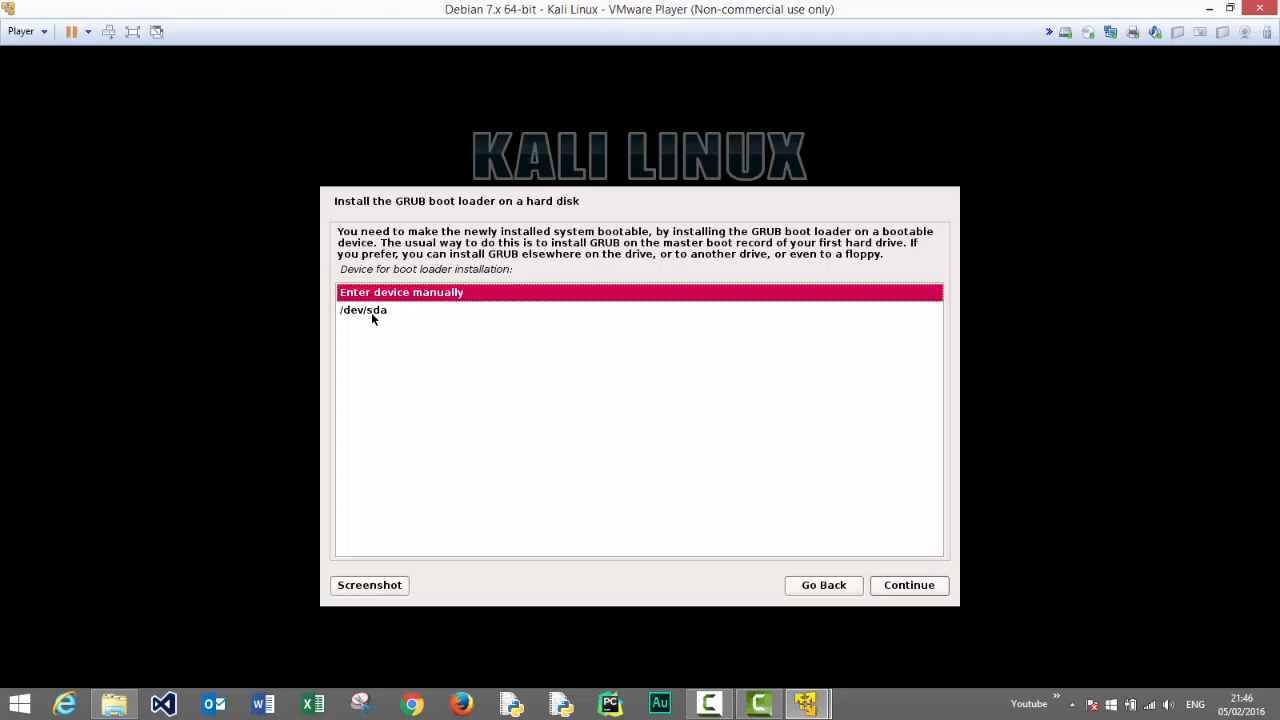 Debian 7.x 64-bit - Kali Linux - VMware Player (Non-commercial use only)
Player
KALI LINUX
Install the GRUB boot loader on a hard disk
You need to make the newly installed system bootable, by installing the GRUB boot loader on a bootable
device. The usual way to do this is to install GRUB on the master boot record of your first hard drive. If
you prefer, you can install GRUB elsewhere on the drive, or to another drive, or even to a floppy.
Device for boot loader installation:
Enter device manually
/dev/sda
Screenshot
Go Back
Continue
Youtube
ENG
21:46
05/02/2016